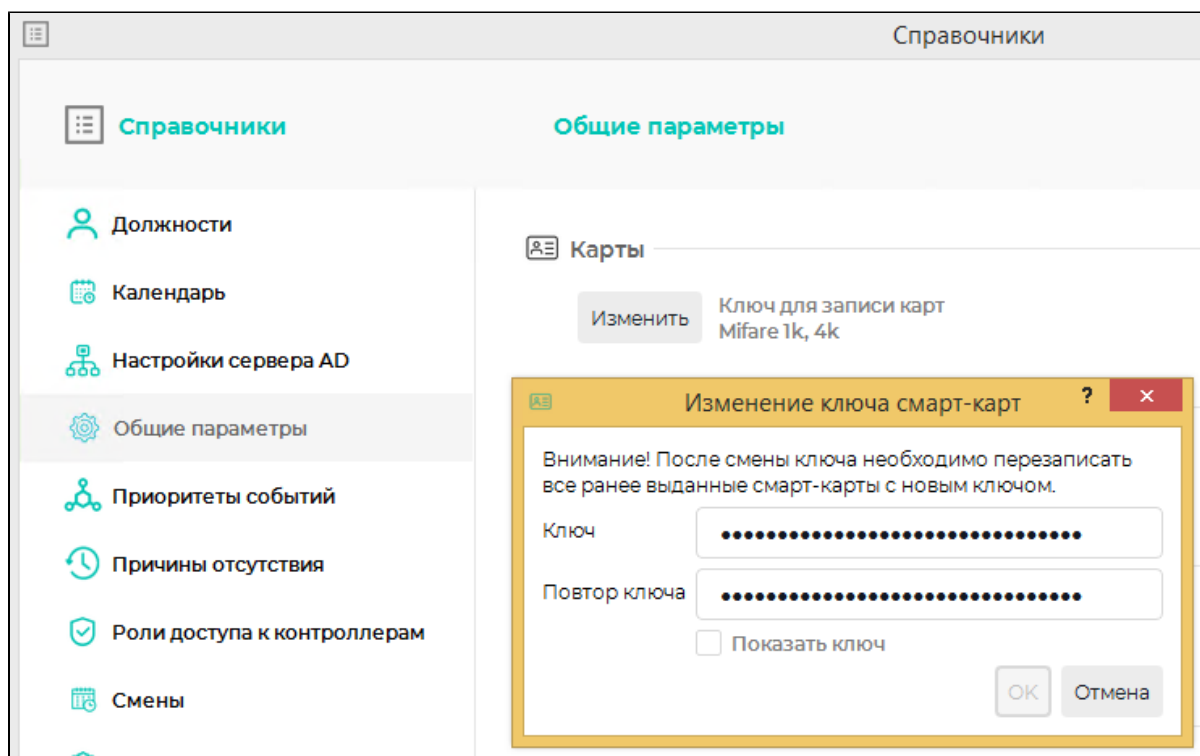 Справочники
Справочники
Общие параметры
Должности
Календарь
Настройки сервера AD
Общие параметры
Приоритеты событий
Причины отсутствия
Роли доступа к контроллерам
Смены
Карты
Изменить
Ключ для записи карт
Mifare 1k, 4k
Изменение ключа смарт-карт
?
Внимание! После смены ключа необходимо перезаписать
все ранее выданные смарт-карты с новым ключом.
Ключ
••••••••••••••••••••••••••••••••
Повтор ключа
••••••••••••••••••••••••••••••••
Показать ключ
OK
Отмена